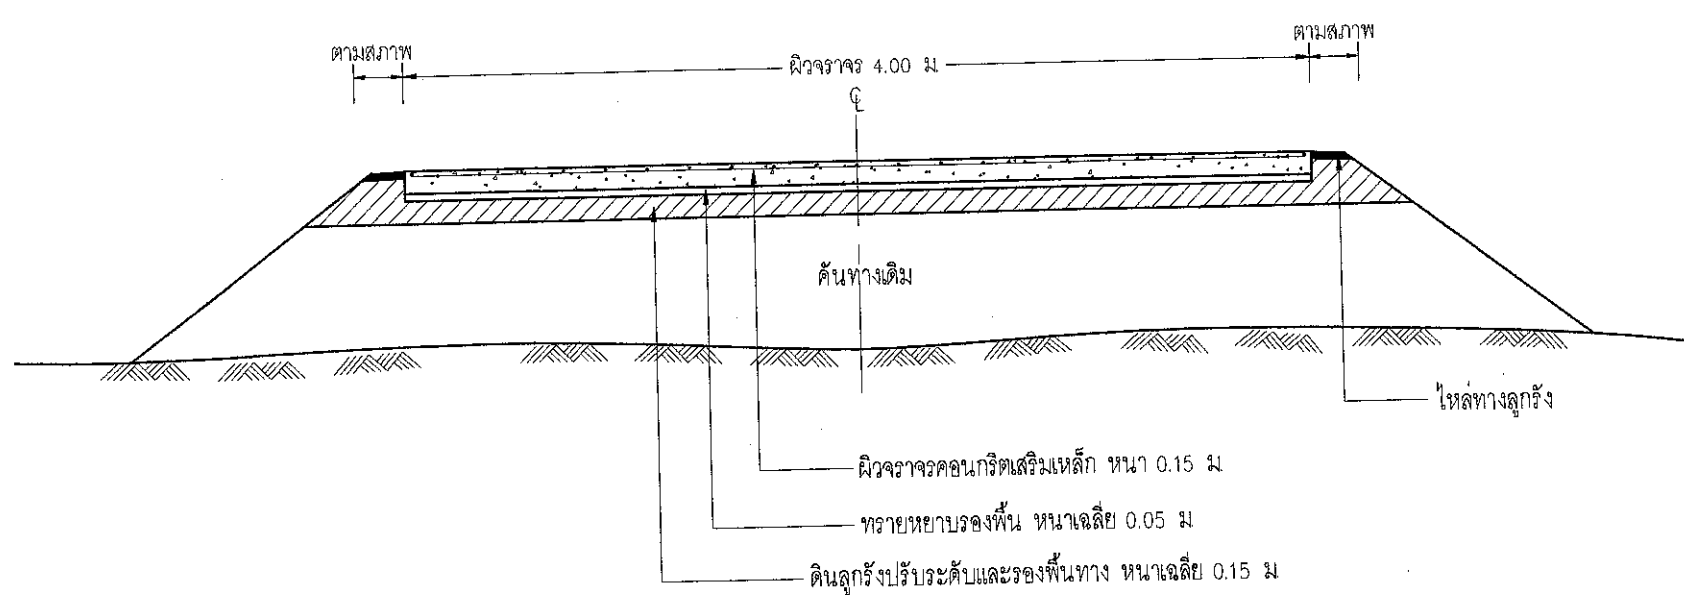 ตามสภาพ
ผิวจราจร 4.00 ม.
ตามสภาพ
℄
คันทางเดิม
ไหล่ทางลูกรัง
ผิวจราจรคอนกรีตเสริมเหล็ก หนา 0.15 ม.
ทรายหยาบรองพื้น หนาเฉลี่ย 0.05 ม.
ดินลูกรังปรับระดับและรองพื้นทาง หนาเฉลี่ย 0.15 ม.